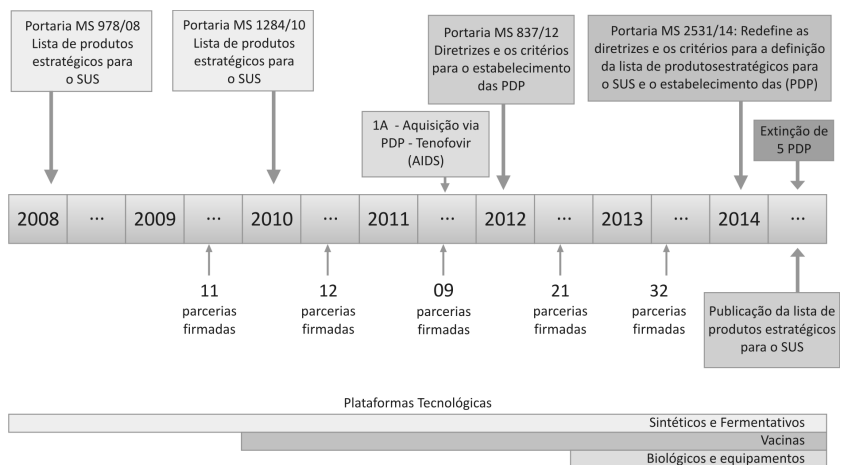 Portaria MS 978/08
Lista de produtos
estratégicos para
o SUS
Portaria MS 1284/10
Lista de produtos
estratégicos para
o SUS
Portaria MS 837/12
Diretrizes e os critérios
para o estabelecimento
das PDP
Portaria MS 2531/14: Redefine as
diretrizes e os critérios para a definição
da lista de produtosestratégicos para
o SUS e o estabelecimento das (PDP)
1A - Aquisição via
PDP - Tenofovir
(AIDS)
Extinção de
5 PDP
2008 ... 2009 ... 2010 ... 2011 ... 2012 ... 2013 ... 2014 ...
11
parcerias
firmadas
12
parcerias
firmadas
09
parcerias
firmadas
21
parcerias
firmadas
32
parcerias
firmadas
Publicação da lista de
produtos estratégicos
para o SUS
Plataformas Tecnológicas
Sintéticos e Fermentativos
Vacinas
Biológicos e equipamentos